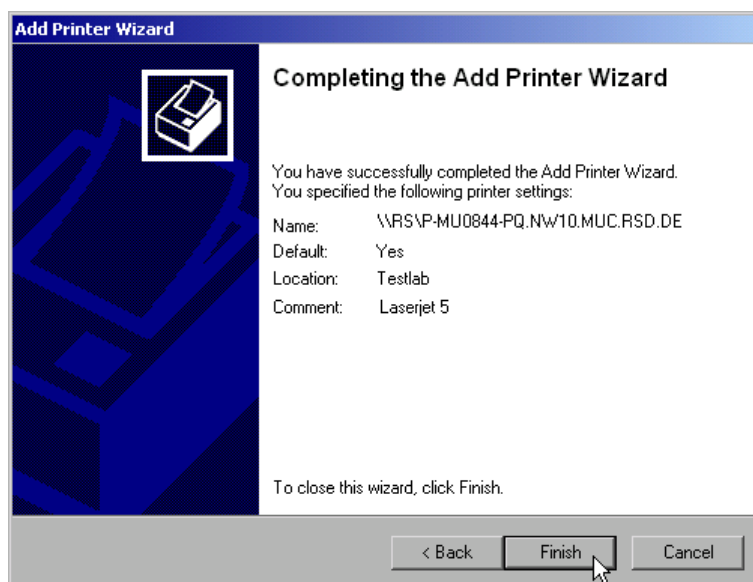 Add Printer Wizard
Completing the Add Printer Wizard
You have successfully completed the Add Printer Wizard.
You specified the following printer settings:
Name: \\RS\P-MU0844-PQ.NW10.MUC.RSD.DE
Default: Yes
Location: Testlab
Comment: Laserjet 5
To close this wizard, click Finish.
< Back Finish Cancel